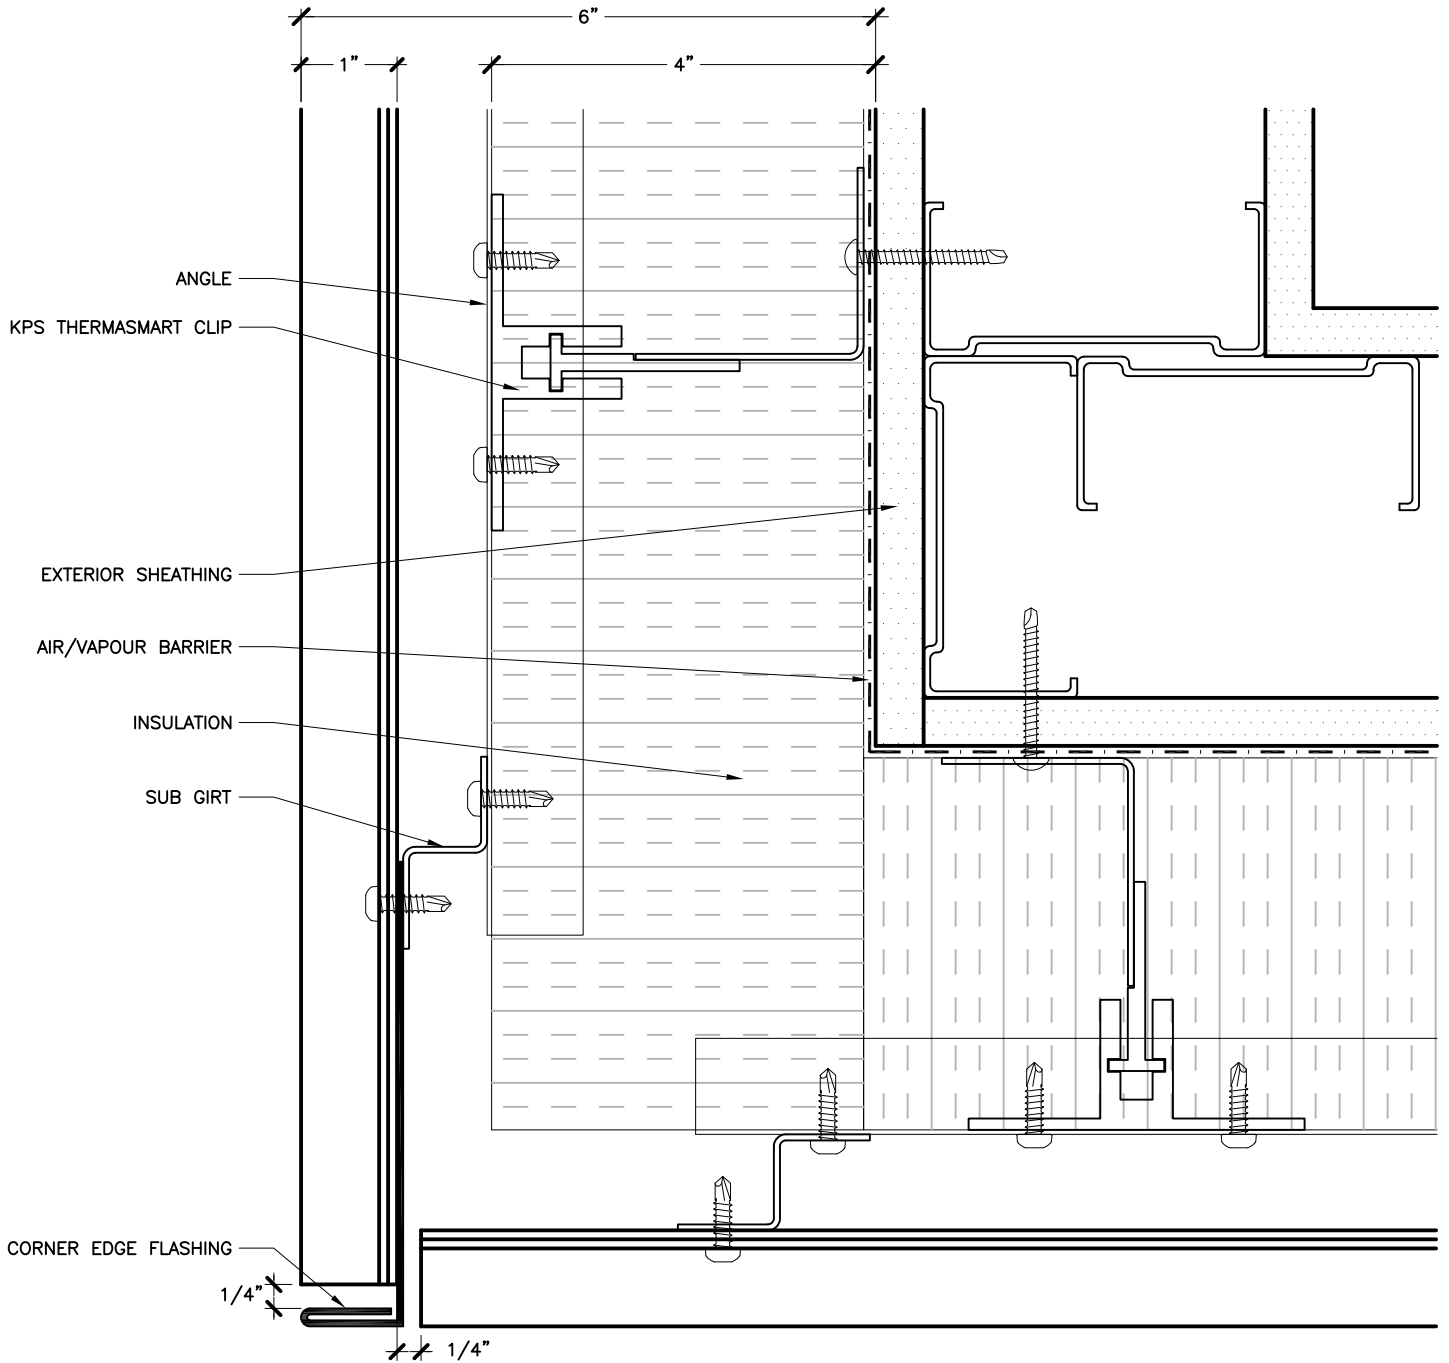 6"
1"
4"
ANGLE
KPS THERMASMART CLIP
EXTERIOR SHEATHING
AIR/VAPOUR BARRIER
INSULATION
SUB GIRT
CORNER EDGE FLASHING
1/4"
1/4"